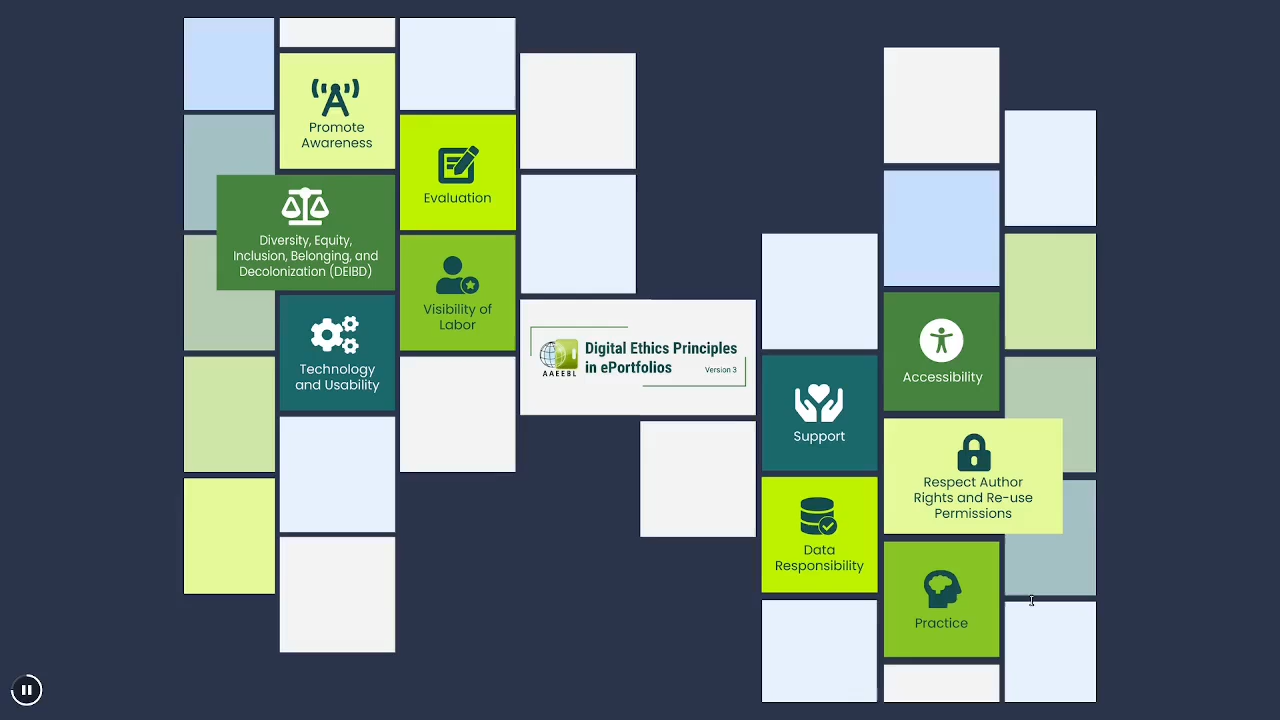 Promote
Awareness
Evaluation
Diversity, Equity,
Inclusion, Belonging, and
Decolonization (DEIBD)
Visibility of
Labor
Technology
and Usability
AAEEBL
Digital Ethics Principles
in ePortfolios
Version 3
Accessibility
Support
Respect Author
Rights and Re-use
Permissions
Data
Responsibility
Practice